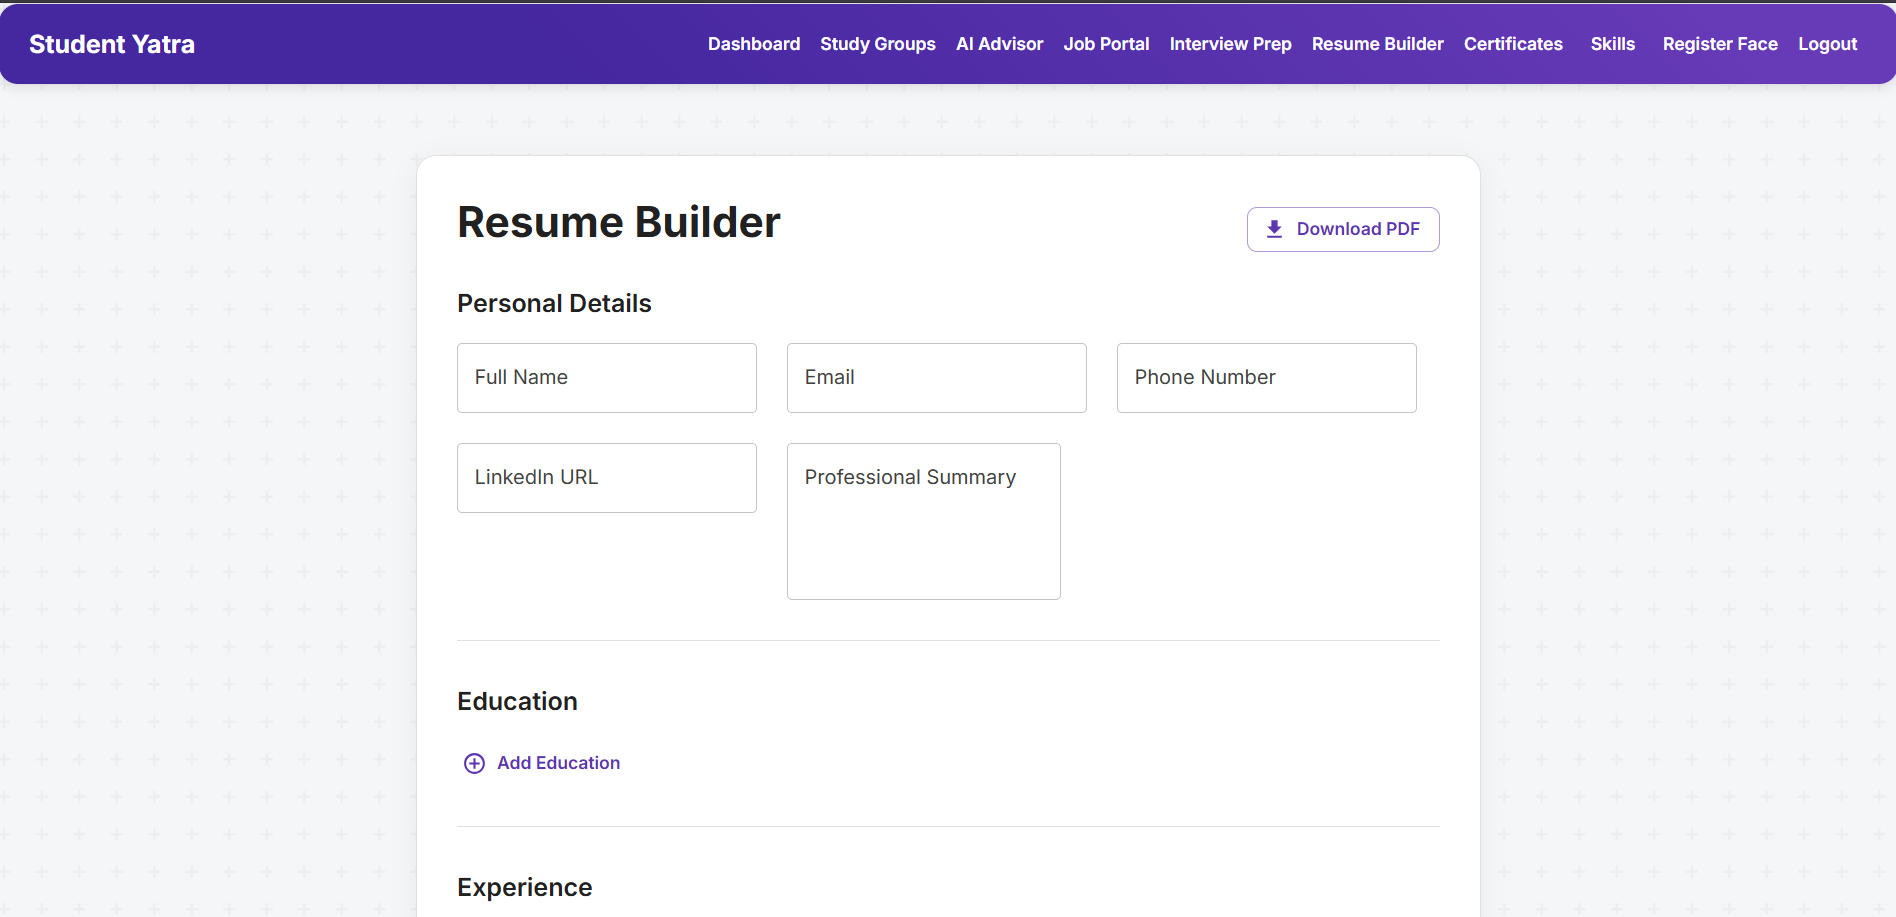 Student Yatra
Dashboard Study Groups AI Advisor Job Portal Interview Prep Resume Builder Certificates Skills Register Face Logout
Resume Builder
Download PDF
Personal Details
Full Name Email Phone Number
LinkedIn URL Professional Summary
Education
Add Education
Experience